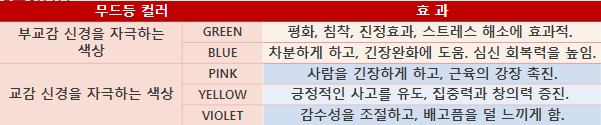 무드등 컬러 효 과
부교감 신경을 자극하는 색상 GREEN 평화, 침착, 진정효과, 스트레스 해소에 효과적.
BLUE 차분하게 하고, 긴장완화에 도움. 심신 회복력을 높임.
교감 신경을 자극하는 색상 PINK 사람을 긴장하게 하고, 근육의 강장 촉진.
YELLOW 긍정적인 사고를 유도, 집중력과 창의력 증진.
VIOLET 감수성을 조절하고, 배고픔을 덜 느끼게 함.